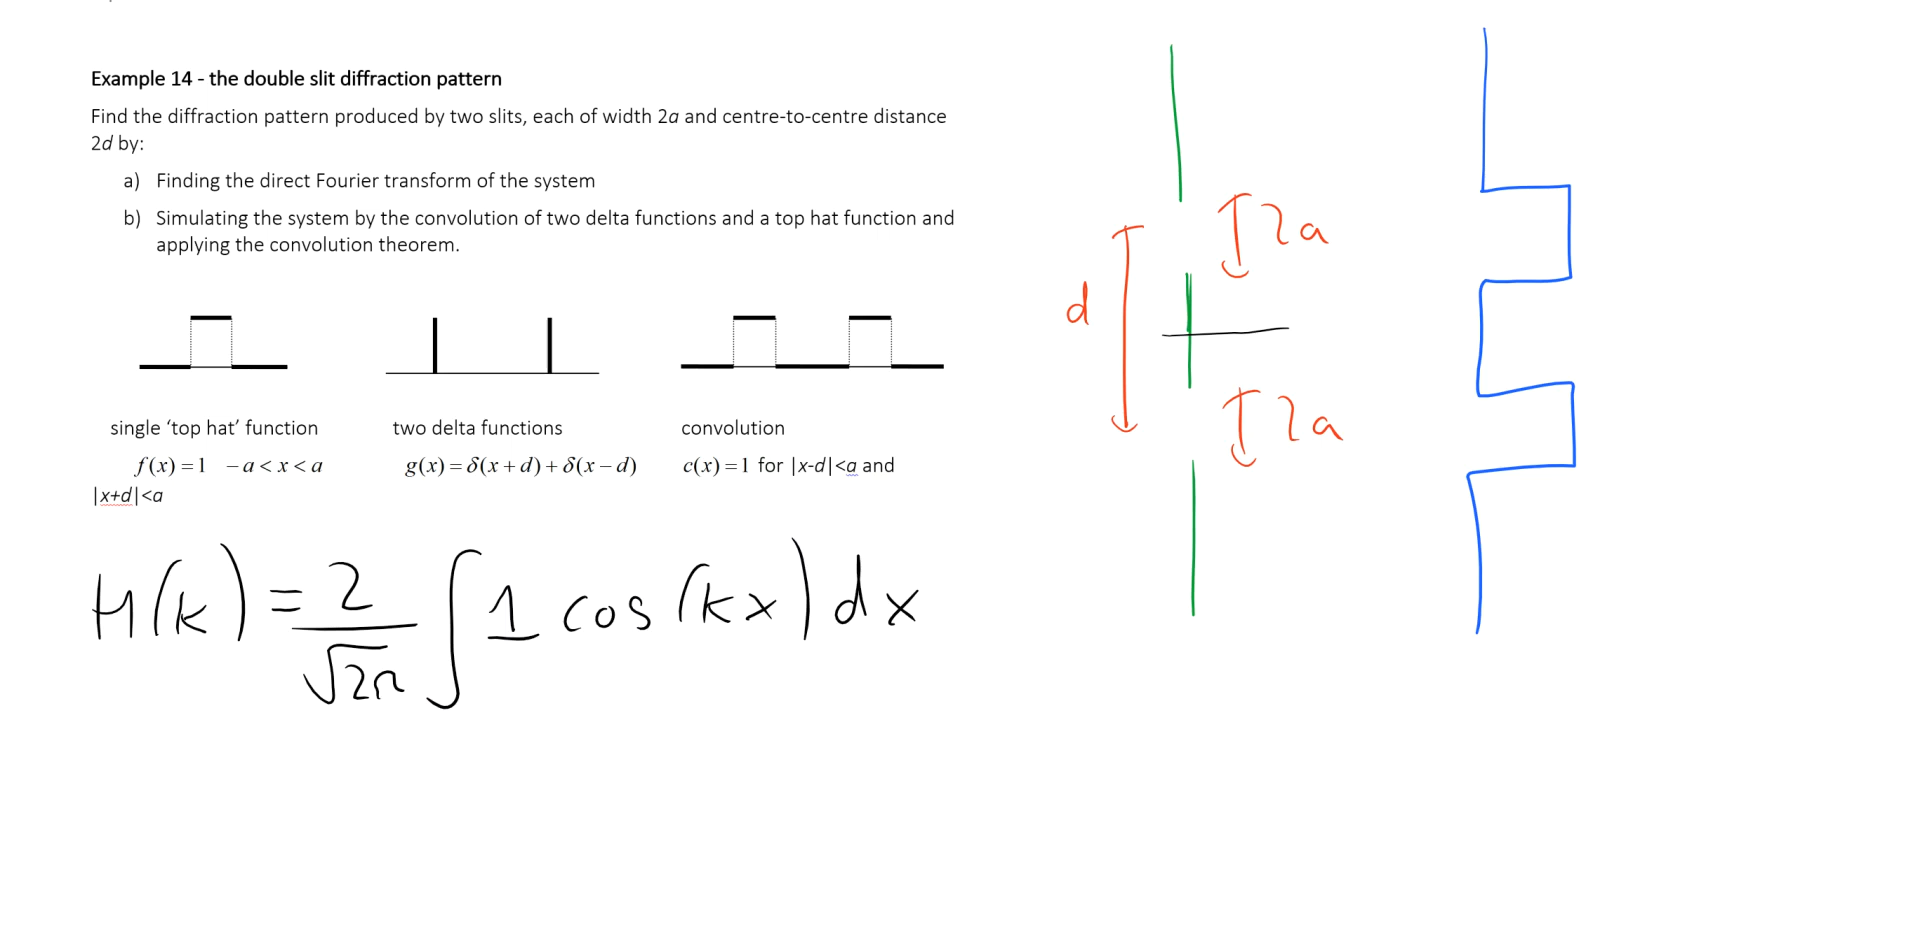 Example 14 - the double slit diffraction pattern
Find the diffraction pattern produced by two slits, each of width 2a and centre-to-centre distance
2d by:
a) Finding the direct Fourier transform of the system
b) Simulating the system by the convolution of two delta functions and a top hat function and
applying the convolution theorem.
single ‘top hat’ function
two delta functions
convolution
f(x) = 1 −a < x < a
g(x) = δ(x + d) + δ(x − d)
c(x) = 1 for |x-d|<a and
|x+d|<a
H(k) = 2/√2π ∫ 1 cos(kx) dx
2a
d
2a